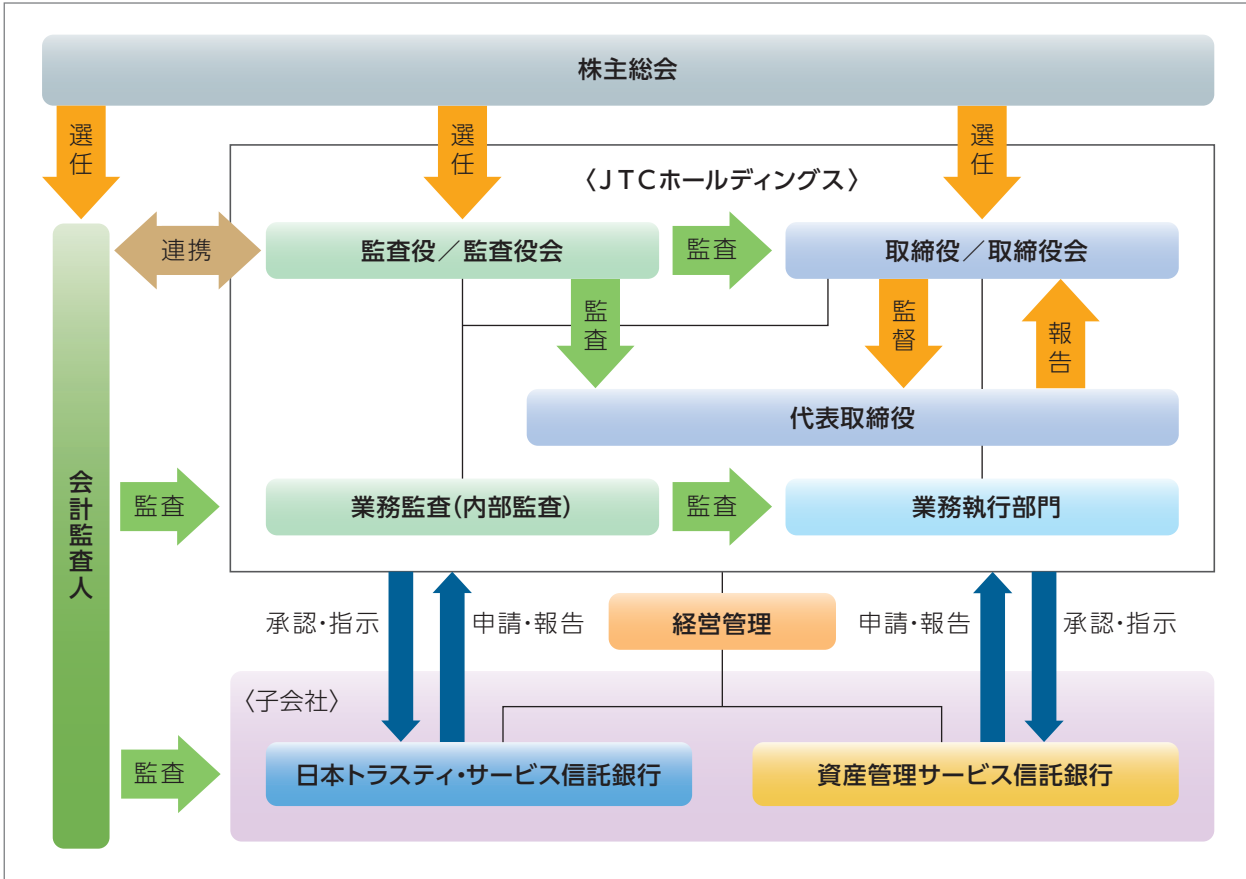 株主総会
選任
選任
選任
〈JTCホールディングス〉
連携
監査役／監査役会
監査
取締役／取締役会
監査
監督
報告
代表取締役
会計監査人
監査
業務監査(内部監査)
監査
業務執行部門
承認・指示
申請・報告
経営管理
申請・報告
承認・指示
〈子会社〉
監査
日本トラスティ・サービス信託銀行
資産管理サービス信託銀行